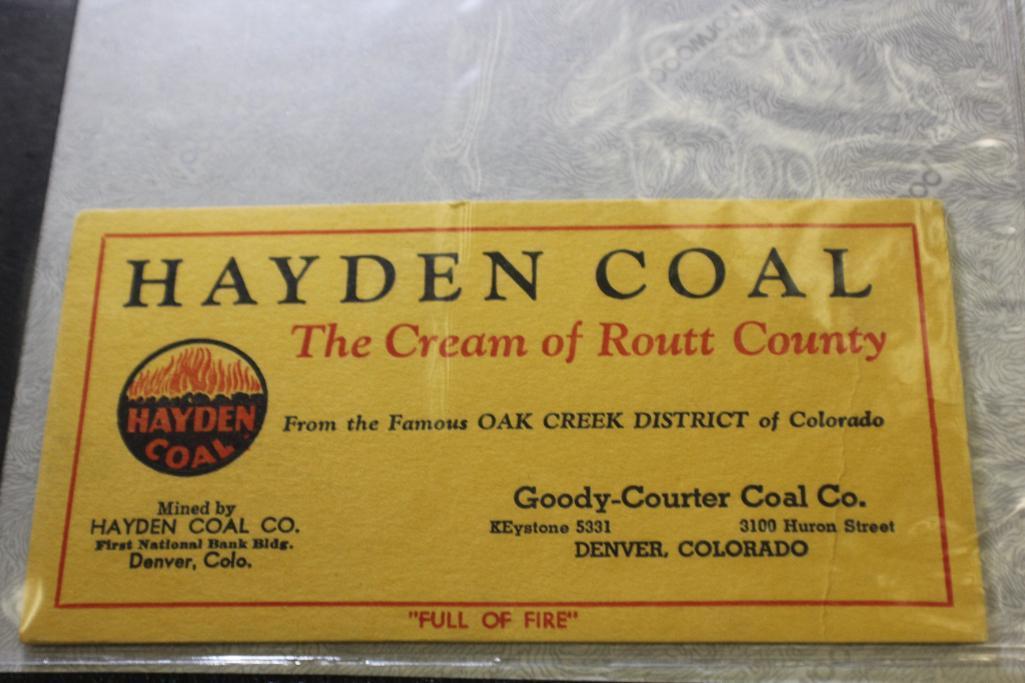 HAYDEN COAL
The Cream of Routt County
HAYDEN
COAL
From the Famous OAK CREEK DISTRICT of Colorado
Mined by
HAYDEN COAL CO.
First National Bank Bldg.
Denver, Colo.
Goody-Courter Coal Co.
KEystone 5331 3100 Huron Street
DENVER, COLORADO
"FULL OF FIRE"